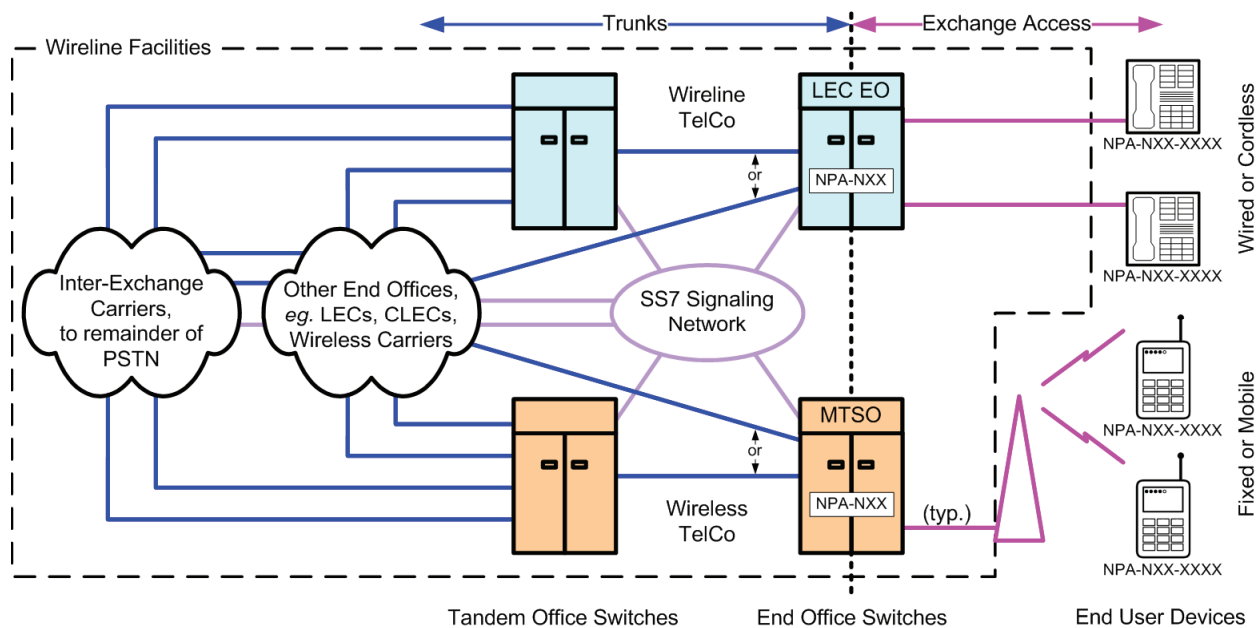 Trunks
Exchange Access
Wireline Facilities
Wireline
TelCo
LEC EO
NPA-NXX
or
NPA-NXX-XXXX
NPA-NXX-XXXX
Wired or Cordless
Inter-Exchange
Carriers,
to remainder of
PSTN
Other End Offices,
eg. LECs, CLECs,
Wireless Carriers
SS7 Signaling
Network
MTSO
or
NPA-NXX
Wireless
TelCo
(typ.)
NPA-NXX-XXXX
NPA-NXX-XXXX
Fixed or Mobile
Tandem Office Switches
End Office Switches
End User Devices